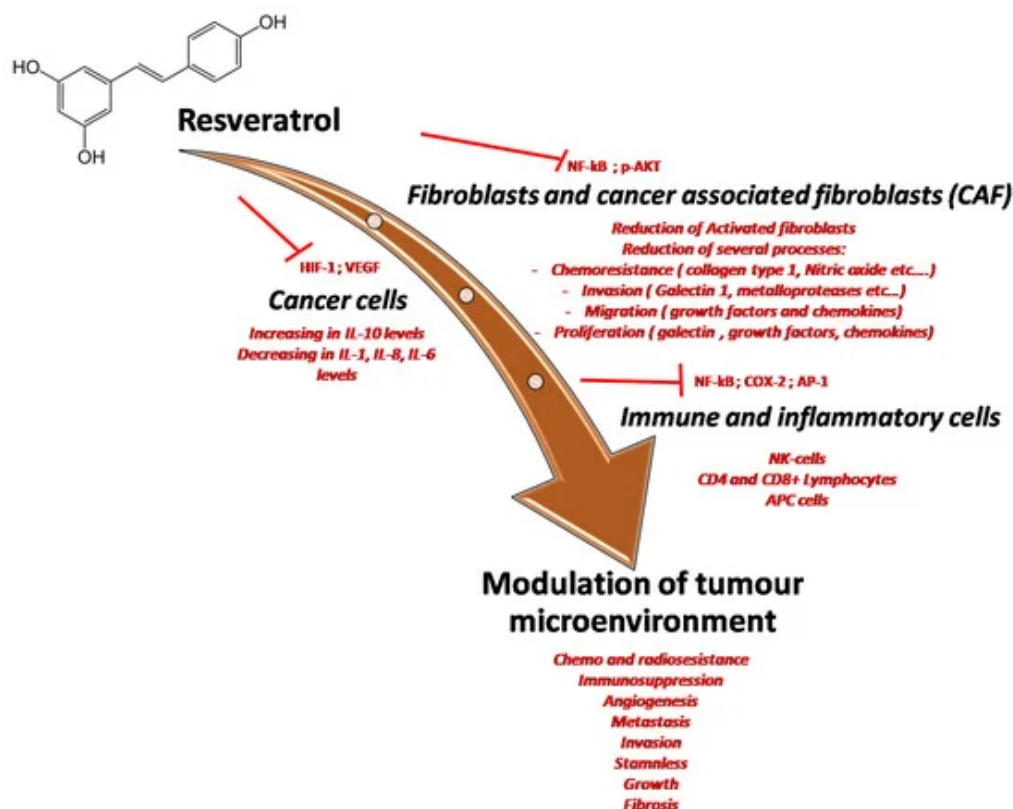 OH
HO
OH
Resveratrol
NF-kB ; p-AKT
Fibroblasts and cancer associated fibroblasts (CAF)
Reduction of Activated fibroblasts
Reduction of several processes:
- Chemoresistance ( collagen type 1, Nitric oxide etc....)
- Invasion ( Galectin 1, metalloproteases etc...)
- Migration ( growth factors and chemokines)
- Proliferation ( galectin , growth factors, chemokines)
HIF-1 ; VEGF
Cancer cells
Increasing in IL-10 levels
Decreasing in IL-1, IL-8, IL-6
levels
NF-kB ; COX-2 ; AP-1
Immune and inflammatory cells
NK-cells
CD4 and CD8+ Lymphocytes
APC cells
Modulation of tumour
microenvironment
Chemo and radiosesistance
Immunosuppression
Angiogenesis
Metastasis
Invasion
Stamnless
Growth
Fibrosis